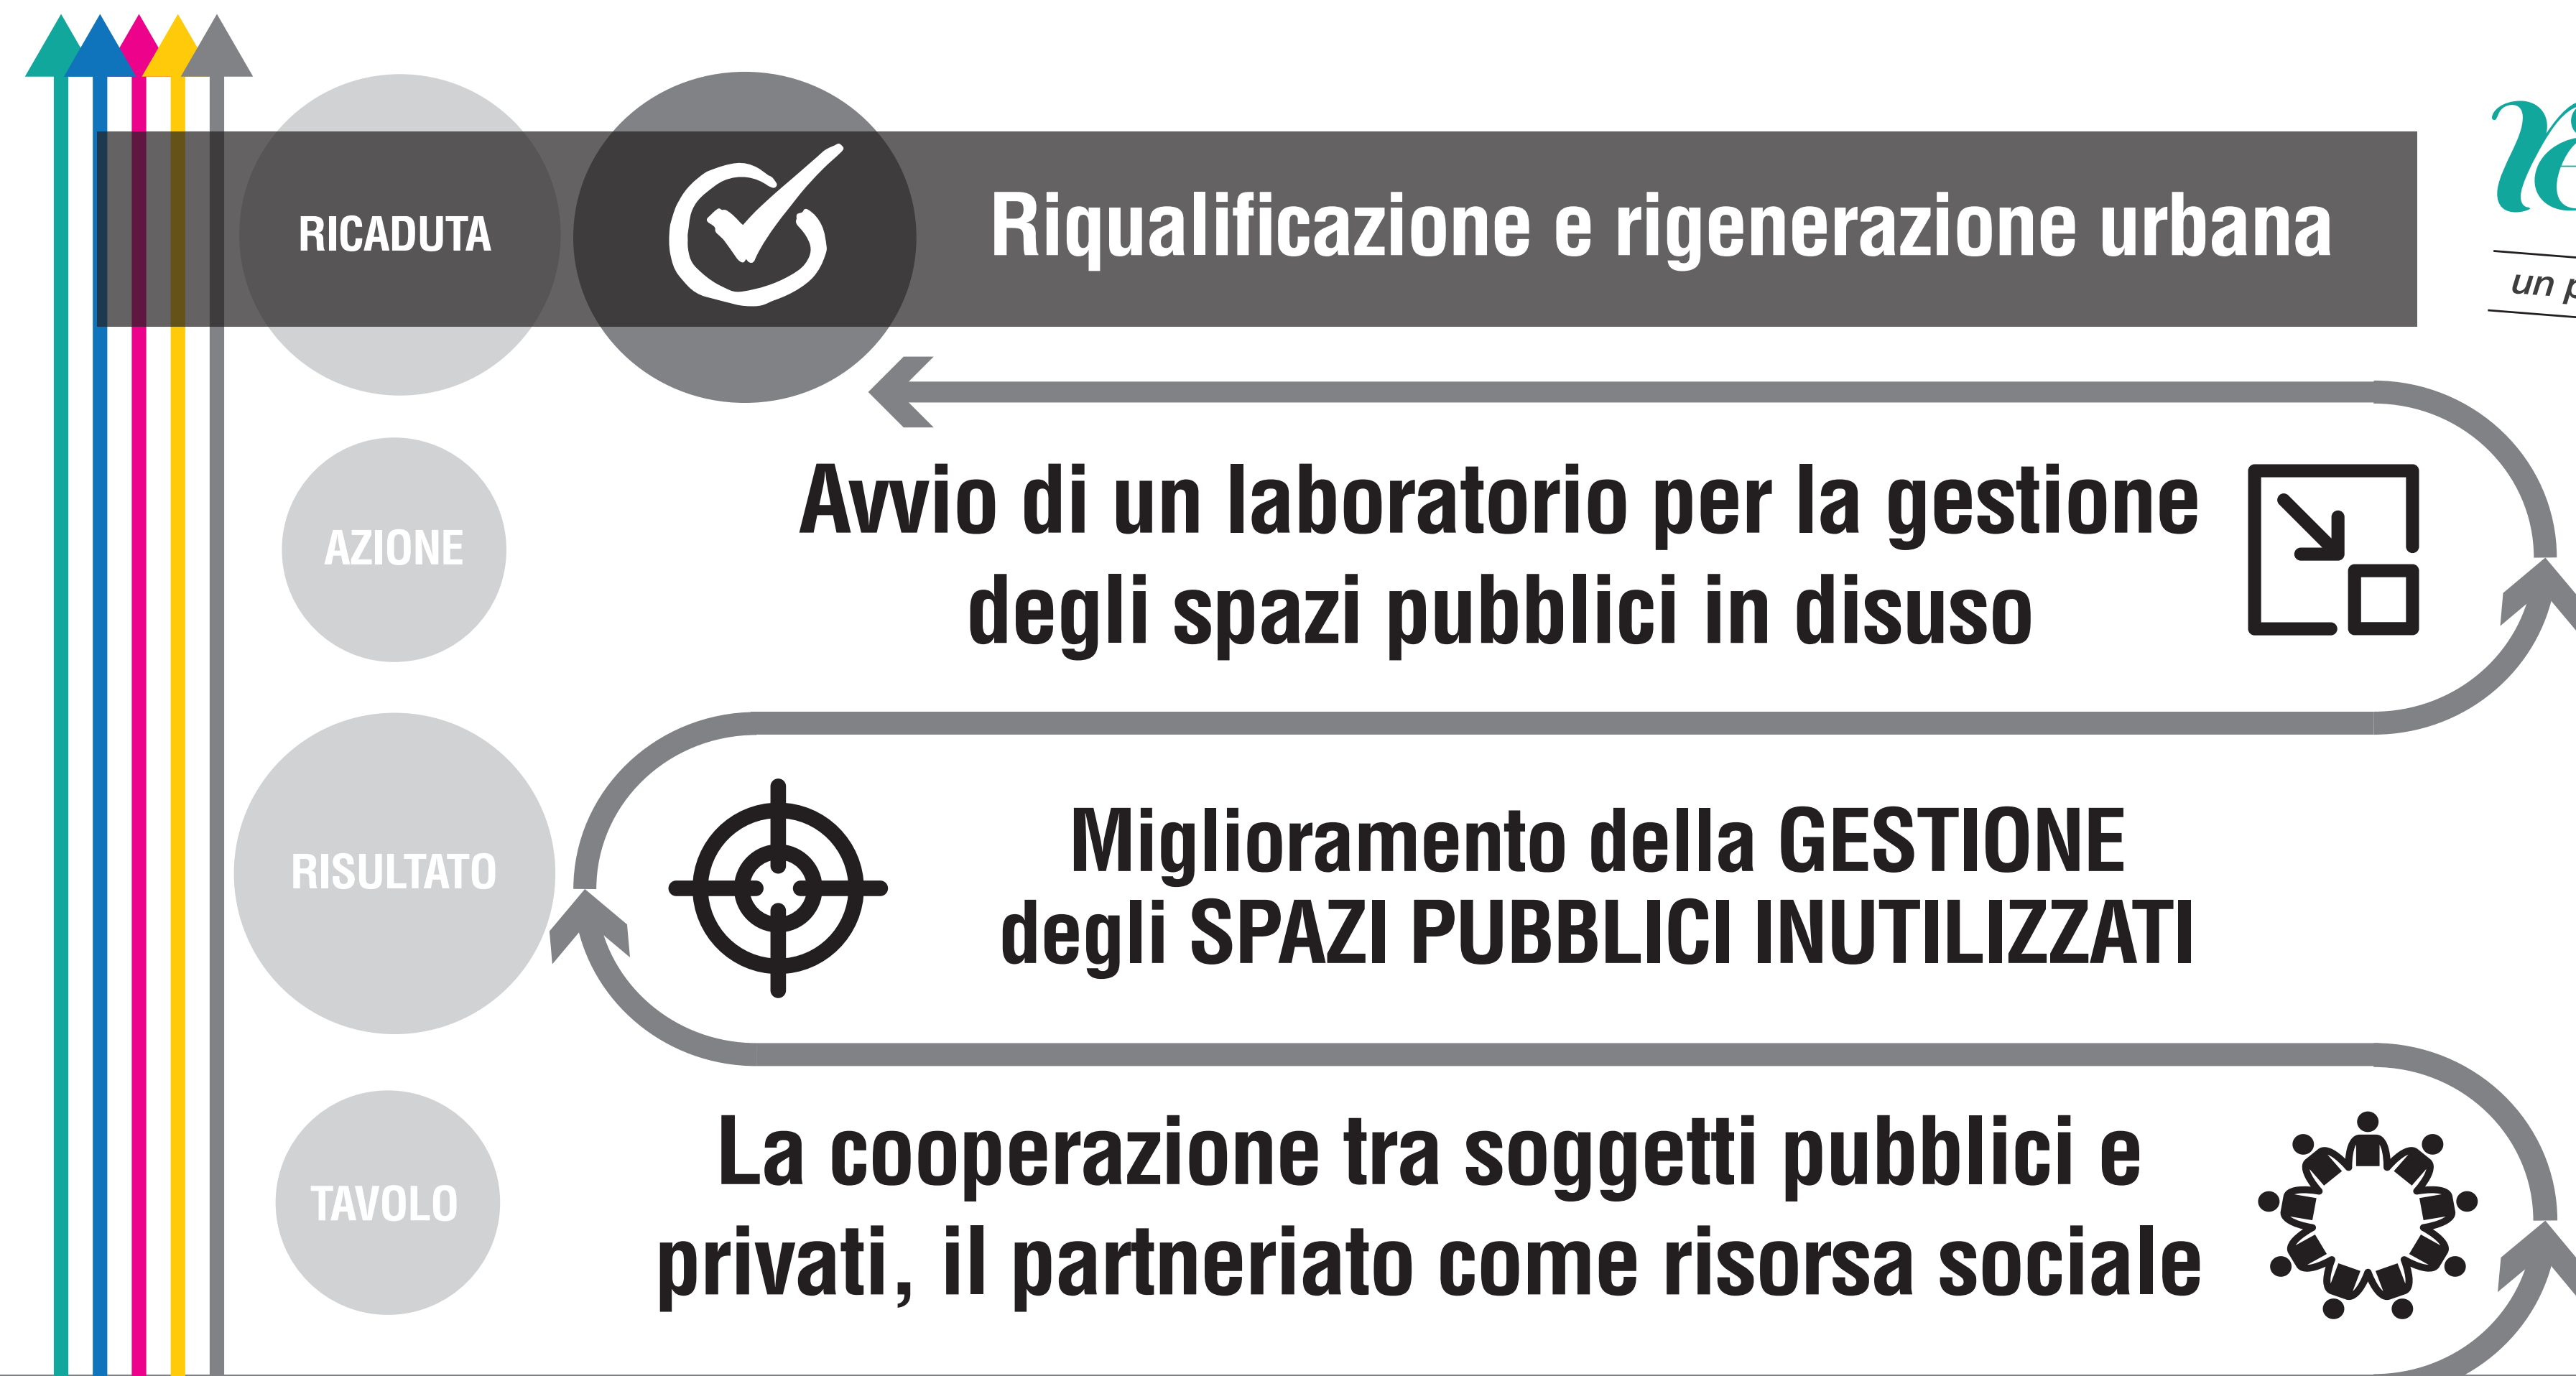 RICADUTA
Riqualificazione e rigenerazione urbana
un
AZIONE
Avvio di un laboratorio per la gestione
degli spazi pubblici in disuso
RISULTATO
Miglioramento della GESTIONE
degli SPAZI PUBBLICI INUTILIZZATI
TAVOLO
La cooperazione tra soggetti pubblici e
privati, il partneriato come risorsa sociale